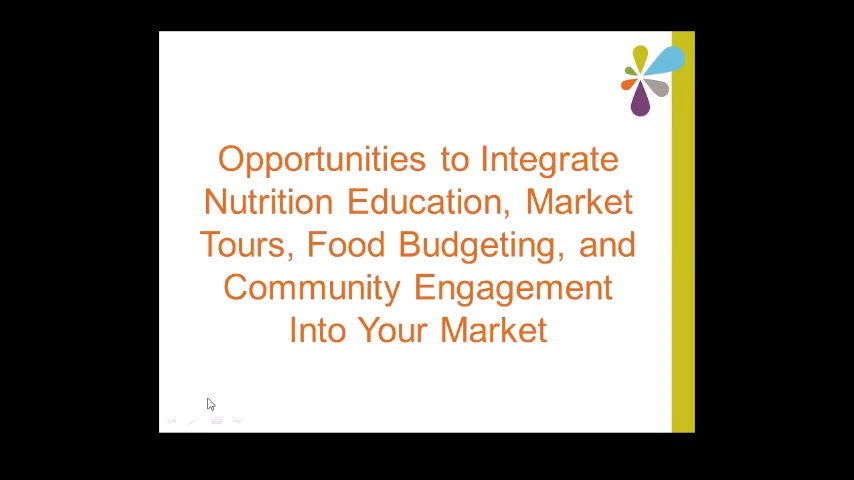 Opportunities to Integrate
Nutrition Education, Market
Tours, Food Budgeting, and
Community Engagement
Into Your Market